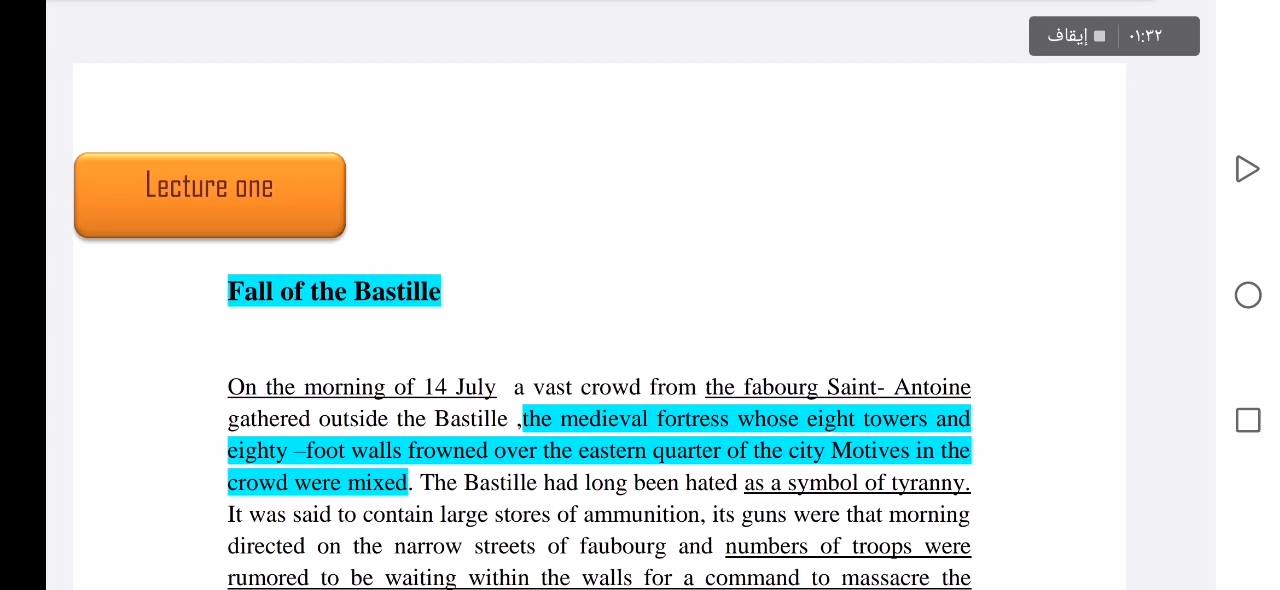 ٠١:٣٢ إيقاف
Lecture one
Fall of the Bastille
On the morning of 14 July a vast crowd from the fabourg Saint- Antoine
gathered outside the Bastille ,the medieval fortress whose eight towers and
eighty –foot walls frowned over the eastern quarter of the city Motives in the
crowd were mixed. The Bastille had long been hated as a symbol of tyranny.
It was said to contain large stores of ammunition, its guns were that morning
directed on the narrow streets of faubourg and numbers of troops were
rumored to be waiting within the walls for a command to massacre the